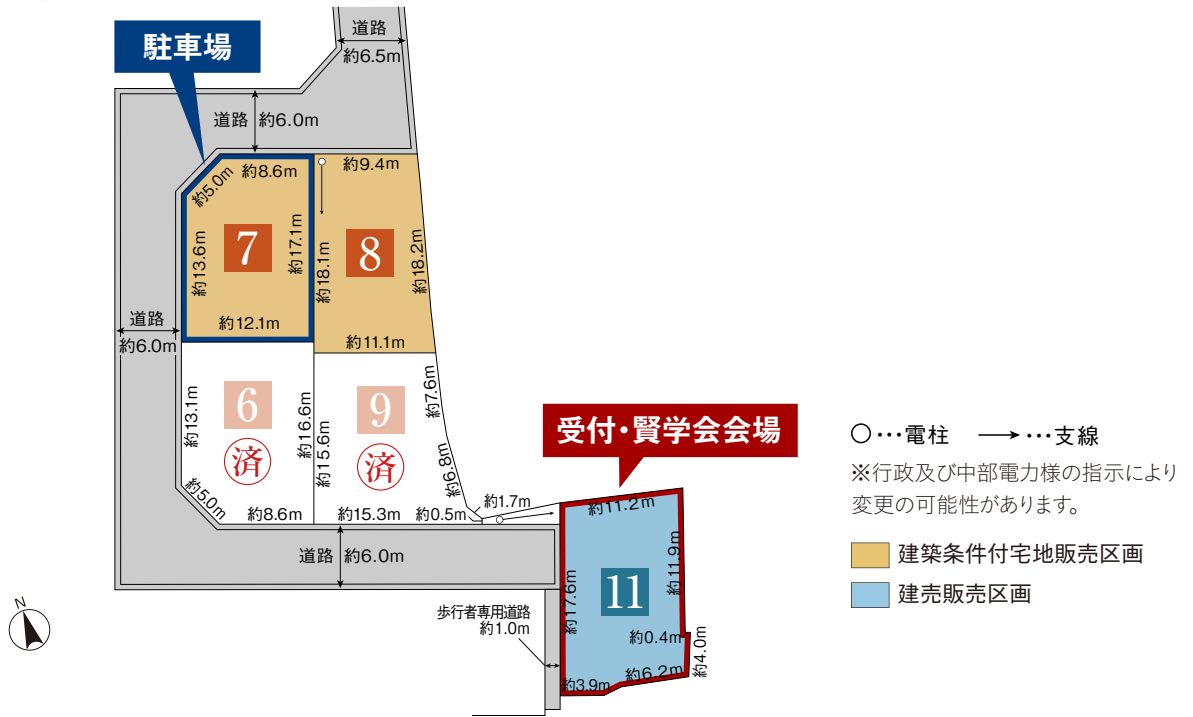 道路
約6.5m
駐車場
道路 約6.0m
約5.0m
約8.6m
約9.4m
約13.6m
7
約17.1m
約18.1m
8
約18.2m
約12.1m
約11.1m
道路
約6.0m
約13.1m
6
済
約16.6m
約15.6m
9
済
約7.6m
約6.8m
約5.0m
約8.6m
約15.3m
約0.5m
約1.7m
道路 約6.0m
受付・賢学会会場
約11.2m
約17.6m
11
約11.9m
約0.4m
約4.0m
約6.2m
約3.9m
歩行者専用道路
約1.0m
N
○…電柱 →…支線
※行政及び中部電力様の指示により
変更の可能性があります。
建築条件付宅地販売区画
建売販売区画